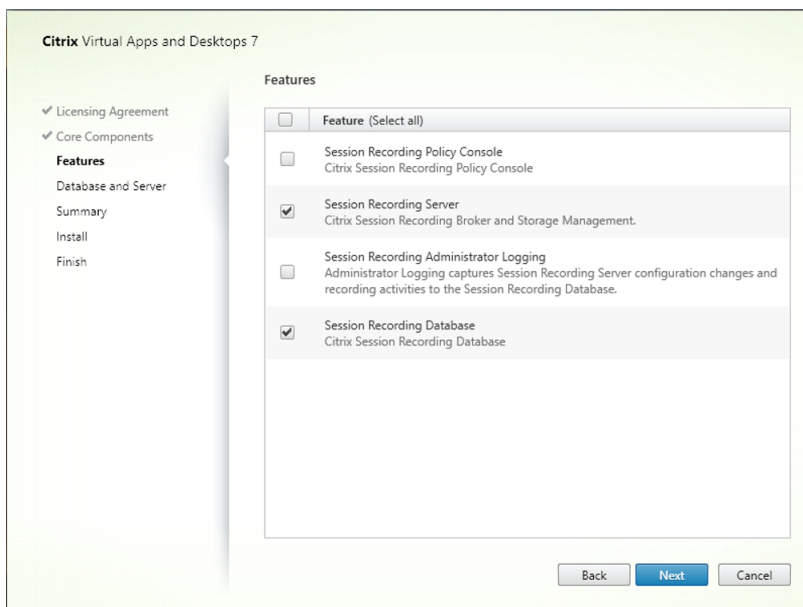 Citrix Virtual Apps and Desktops 7
Features
Licensing Agreement
Core Components
Features
Database and Server
Summary
Install
Finish
Feature (Select all)
Session Recording Policy Console
Citrix Session Recording Policy Console
Session Recording Server
Citrix Session Recording Broker and Storage Management.
Session Recording Administrator Logging
Administrator Logging captures Session Recording Server configuration changes and
recording activities to the Session Recording Database.
Session Recording Database
Citrix Session Recording Database
Back
Next
Cancel